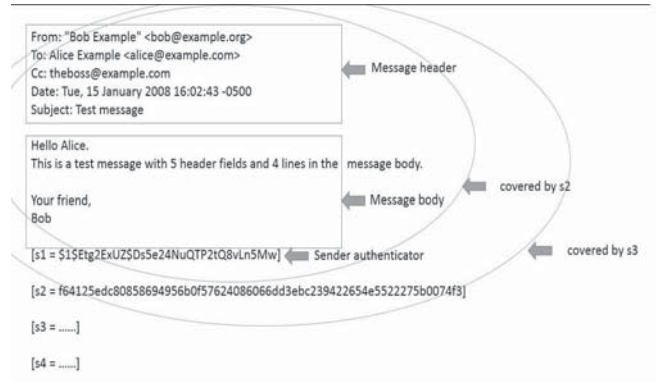 From: "Bob Example" <bob@example.org>
To: Alice Example <alice@example.com>
Cc: theboss@example.com
Date: Tue, 15 January 2008 16:02:43 -0500
Subject: Test message
Message header
Hello Alice.
This is a test message with 5 header fields and 4 lines in the message body.
Your friend,
Bob
Message body
covered by s2
covered by s3
[s1 = $1$Etg2ExUZ$Ds5e24NuQTP2tQ8vLn5Mw]
Sender authenticator
[s2 = f64125edc80858694956b0f57624086066dd3ebc239422654e5522275b0074f3]
[s3 = ......]
[s4 = ......]